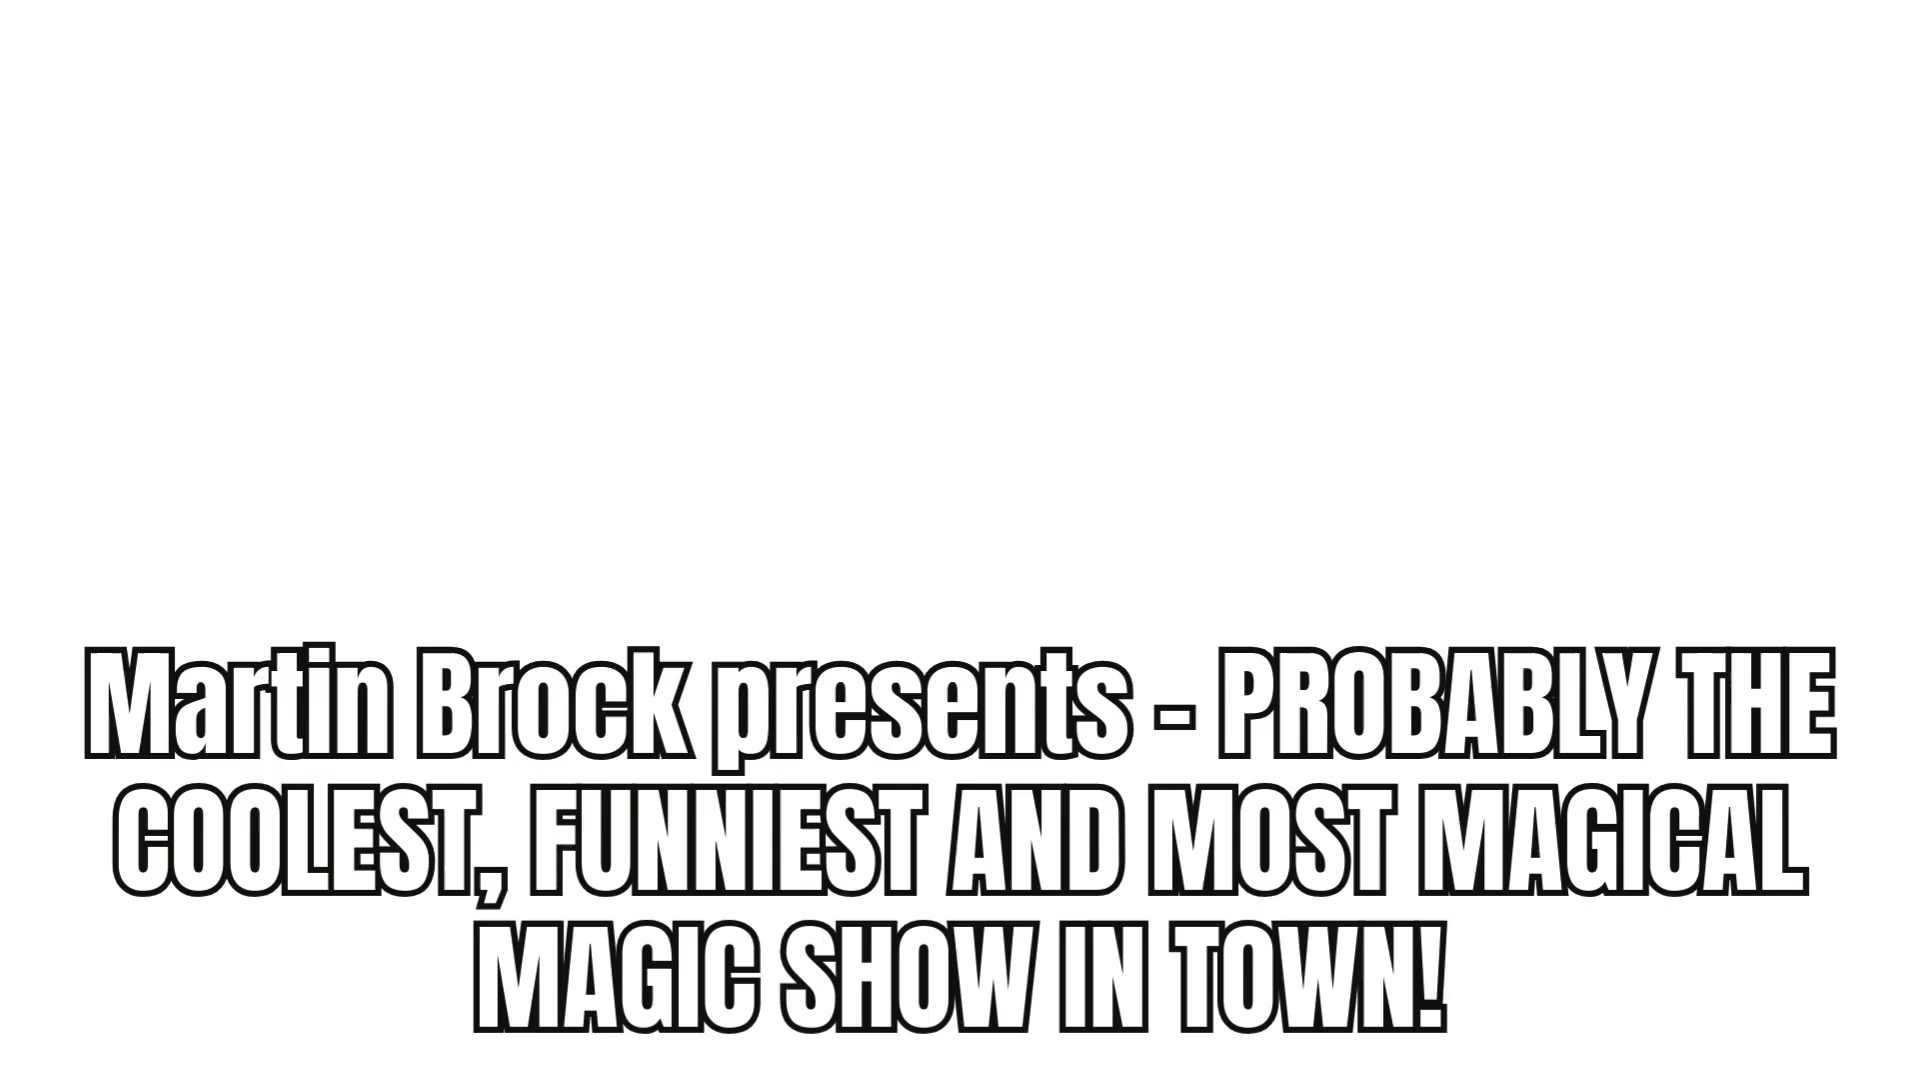 Martin Brock presents - PROBABLY THE
COOLEST, FUNNIEST AND MOST MAGICAL
MAGIC SHOW IN TOWN!